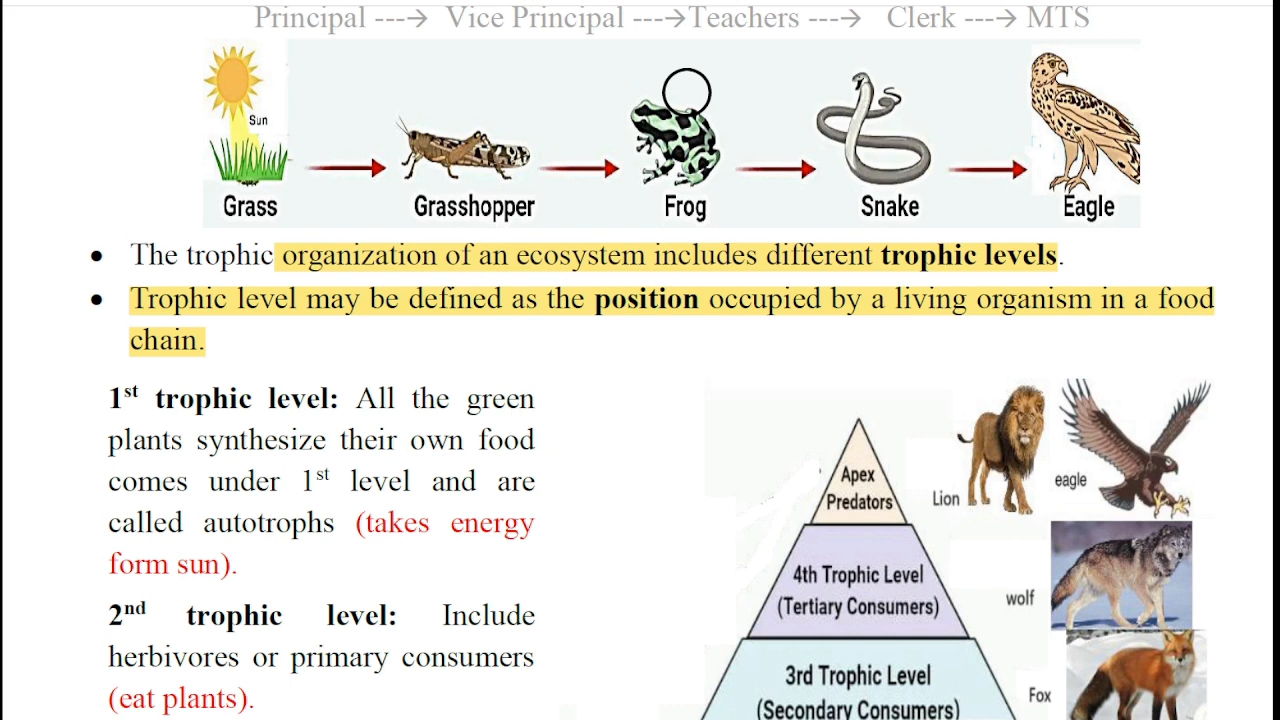 Principal ---→ Vice Principal ---→Teachers ---→ Clerk ---→ MTS
Sun
Grass Grasshopper Frog Snake Eagle
• The trophic organization of an ecosystem includes different trophic levels.
• Trophic level may be defined as the position occupied by a living organism in a food
chain.
1st trophic level: All the green
plants synthesize their own food
comes under 1st level and are
called autotrophs (takes energy
form sun).
2nd trophic level: Include
herbivores or primary consumers
(eat plants).
Apex
Predators
Lion
eagle
4th Trophic Level
(Tertiary Consumers)
wolf
3rd Trophic Level
(Secondary Consumers)
Fox